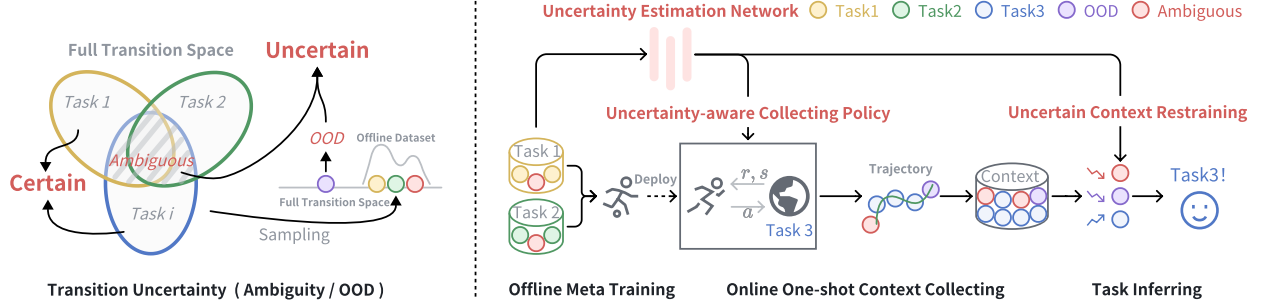 Full Transition Space
Uncertain
Task 1
Task 2
OOD
Offline Dataset
Ambiguous
Certain
Full Transition Space
Task i
Sampling
Transition Uncertainty ( Ambiguity / OOD )
Uncertainty Estimation Network
Task1
Task2
Task3
OOD
Ambiguous
Uncertainty-aware Collecting Policy
Uncertain Context Restraining
Task 1
Task 2
Deploy
r, s
a
Task 3
Trajectory
Context
Task3!
Offline Meta Training
Online One-shot Context Collecting
Task Inferring